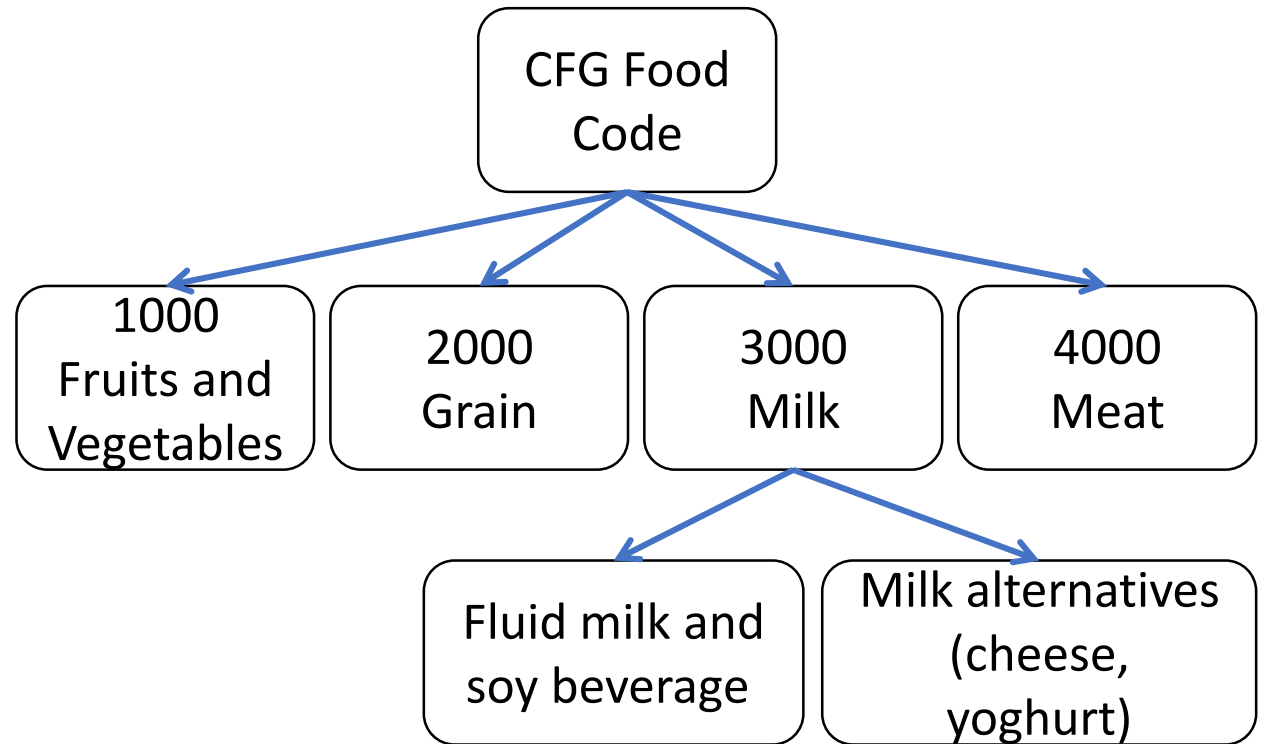 CFG Food
Code
1000
Fruits and
Vegetables
2000
Grain
3000
Milk
4000
Meat
Fluid milk and
soy beverage
Milk alternatives
(cheese,
yoghurt)